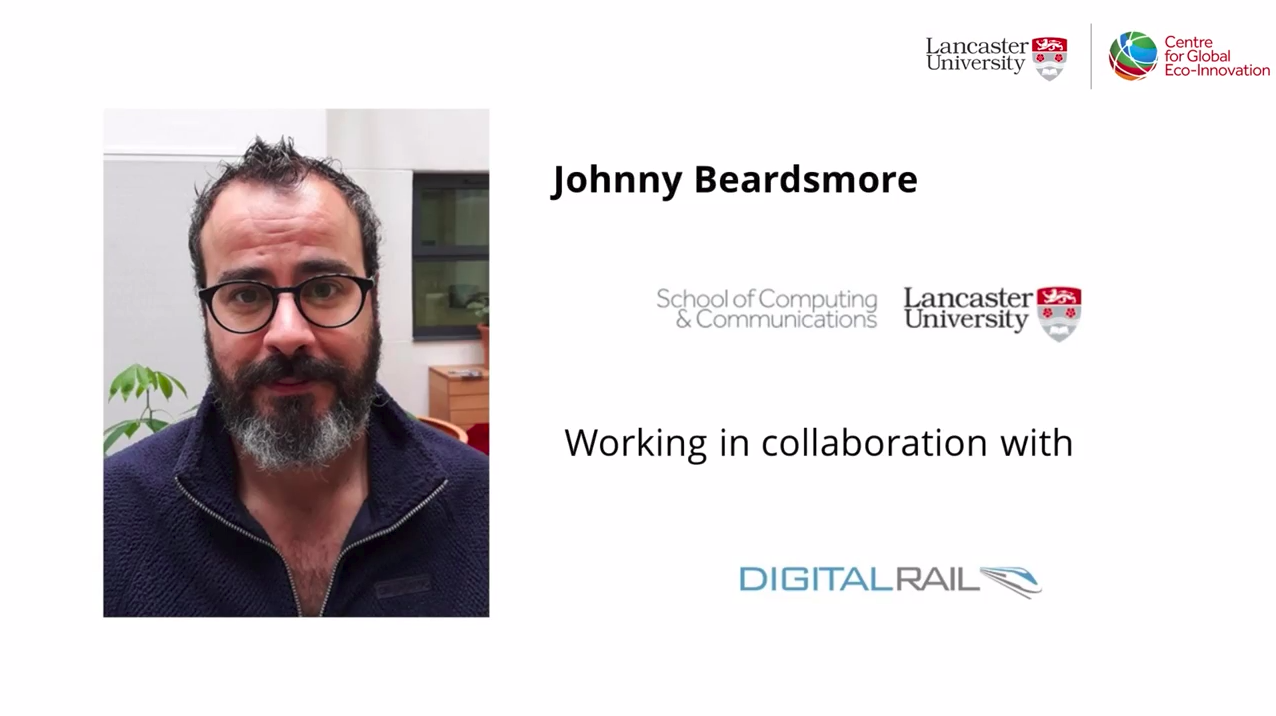 Lancaster
University
Centre
for Global
Eco-Innovation
Johnny Beardsmore
School of Computing
& Communications
Lancaster
University
Working in collaboration with
DIGITALRAIL